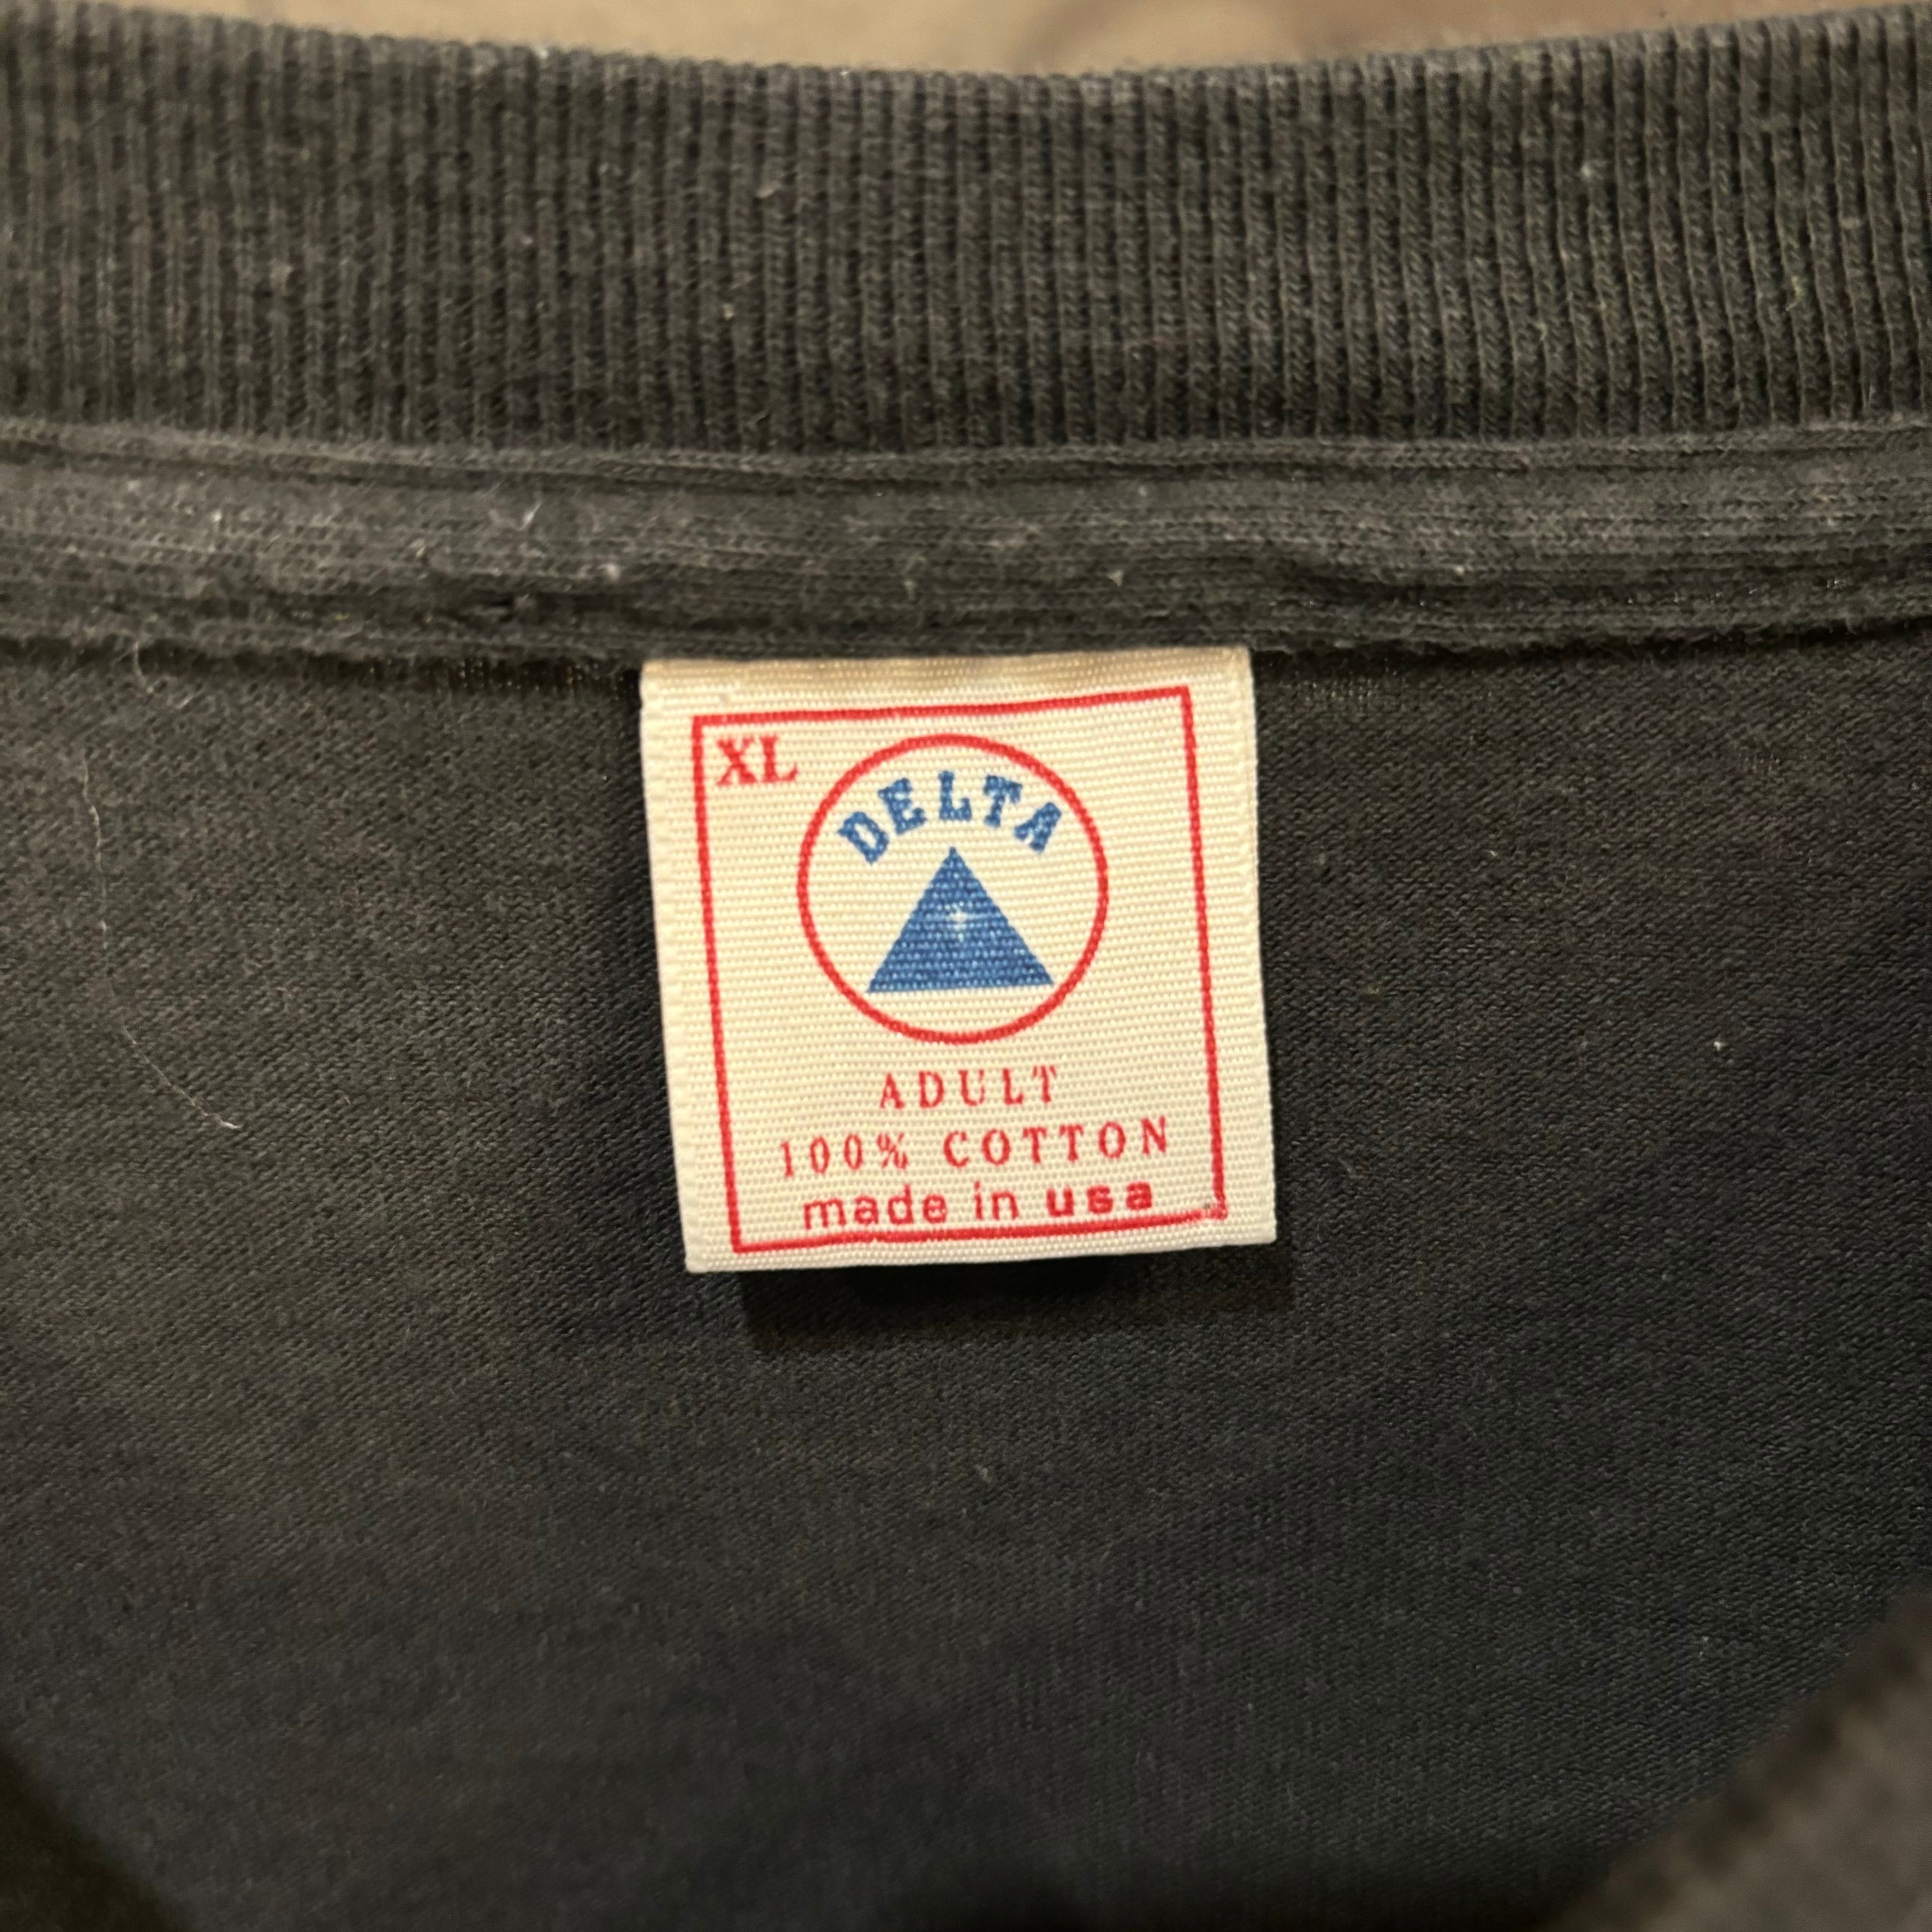 XL
DELTA
ADULT
100% COTTON
made in usa